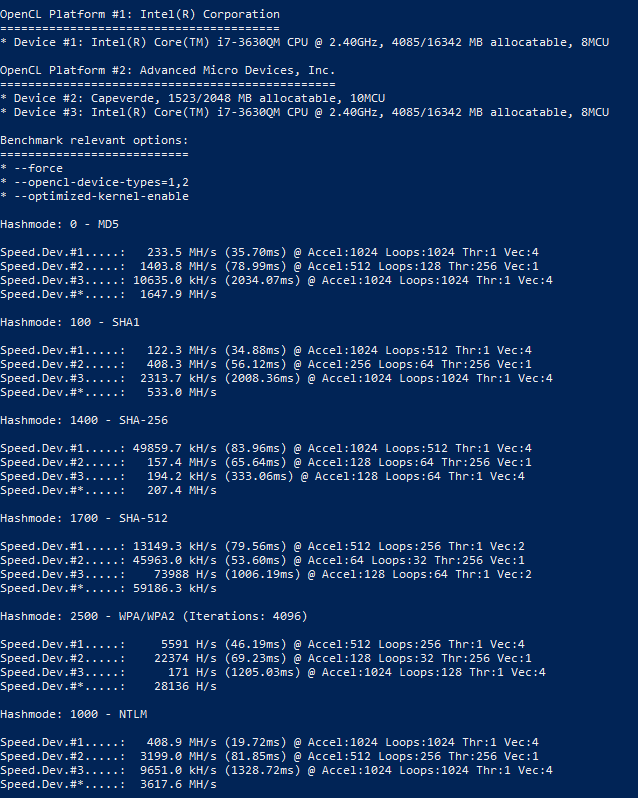 OpenCL Platform #1: Intel(R) Corporation
========================================
* Device #1: Intel(R) Core(TM) i7-3630QM CPU @ 2.40GHz, 4085/16342 MB allocatable, 8MCU
OpenCL Platform #2: Advanced Micro Devices, Inc.
================================================
* Device #2: Capeverde, 1523/2048 MB allocatable, 10MCU
* Device #3: Intel(R) Core(TM) i7-3630QM CPU @ 2.40GHz, 4085/16342 MB allocatable, 8MCU
Benchmark relevant options:
===========================
* --force
* --opencl-device-types=1,2
* --optimized-kernel-enable
Hashmode: 0 - MD5
Speed.Dev.#1.....:   233.5 MH/s (35.70ms) @ Accel:1024 Loops:1024 Thr:1 Vec:4
Speed.Dev.#2.....:  1403.8 MH/s (78.99ms) @ Accel:512 Loops:128 Thr:256 Vec:1
Speed.Dev.#3.....: 10635.0 kH/s (2034.07ms) @ Accel:1024 Loops:1024 Thr:1 Vec:4
Speed.Dev.#*.....:  1647.9 MH/s
Hashmode: 100 - SHA1
Speed.Dev.#1.....:   122.3 MH/s (34.88ms) @ Accel:1024 Loops:512 Thr:1 Vec:4
Speed.Dev.#2.....:   408.3 MH/s (56.12ms) @ Accel:256 Loops:64 Thr:256 Vec:1
Speed.Dev.#3.....:  2313.7 kH/s (2008.36ms) @ Accel:1024 Loops:1024 Thr:1 Vec:4
Speed.Dev.#*.....:   533.0 MH/s
Hashmode: 1400 - SHA-256
Speed.Dev.#1.....: 49859.7 kH/s (83.96ms) @ Accel:1024 Loops:512 Thr:1 Vec:4
Speed.Dev.#2.....:   157.4 MH/s (65.64ms) @ Accel:128 Loops:64 Thr:256 Vec:1
Speed.Dev.#3.....:   194.2 kH/s (333.06ms) @ Accel:128 Loops:64 Thr:1 Vec:4
Speed.Dev.#*.....:   207.4 MH/s
Hashmode: 1700 - SHA-512
Speed.Dev.#1.....: 13149.3 kH/s (79.56ms) @ Accel:512 Loops:256 Thr:1 Vec:2
Speed.Dev.#2.....: 45963.0 kH/s (53.60ms) @ Accel:64 Loops:32 Thr:256 Vec:1
Speed.Dev.#3.....:    73988 H/s (1006.19ms) @ Accel:128 Loops:64 Thr:1 Vec:2
Speed.Dev.#*.....: 59186.3 kH/s
Hashmode: 2500 - WPA/WPA2 (Iterations: 4096)
Speed.Dev.#1.....:     5591 H/s (46.19ms) @ Accel:512 Loops:256 Thr:1 Vec:4
Speed.Dev.#2.....:    22374 H/s (69.23ms) @ Accel:128 Loops:32 Thr:256 Vec:1
Speed.Dev.#3.....:      171 H/s (1205.03ms) @ Accel:1024 Loops:128 Thr:1 Vec:4
Speed.Dev.#*.....:    28136 H/s
Hashmode: 1000 - NTLM
Speed.Dev.#1.....:   408.9 MH/s (19.72ms) @ Accel:1024 Loops:1024 Thr:1 Vec:4
Speed.Dev.#2.....:  3199.0 MH/s (81.85ms) @ Accel:512 Loops:256 Thr:256 Vec:1
Speed.Dev.#3.....:  9651.0 kH/s (1328.72ms) @ Accel:1024 Loops:1024 Thr:1 Vec:4
Speed.Dev.#*.....:  3617.6 MH/s